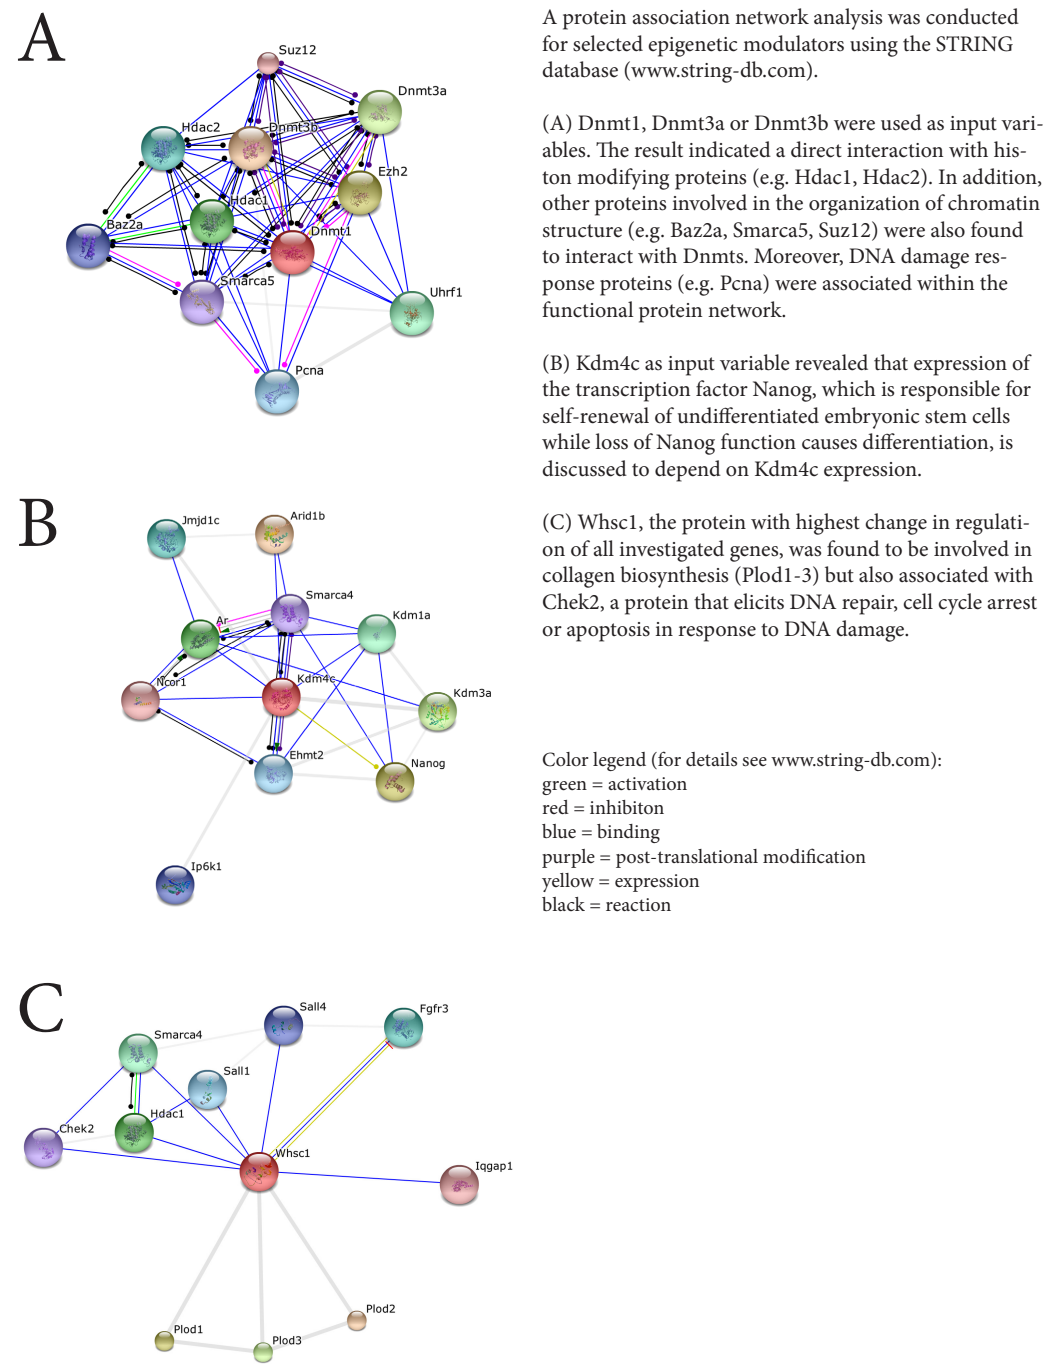 A
Suz12
Dnmt3a
Hdac2
Dnmt3b
Ezh2
Hdac1
Baz2a
Dnmt1
Smarca5
Uhrf1
Pcna
B
Jmjd1c
Arid1b
Smarca4
Ar
Kdm1a
Ncor1
Kdm4c
Kdm3a
Ehmt2
Nanog
Ip6k1
C
Sall4
Fgfr3
Smarca4
Sall1
Hdac1
Chek2
Whsc1
Iqgap1
Plod2
Plod1
Plod3
A protein association network analysis was conducted
for selected epigenetic modulators using the STRING
database (www.string-db.com).
(A) Dnmt1, Dnmt3a or Dnmt3b were used as input vari-
ables. The result indicated a direct interaction with his-
ton modifying proteins (e.g. Hdac1, Hdac2). In addition,
other proteins involved in the organization of chromatin
structure (e.g. Baz2a, Smarca5, Suz12) were also found
to interact with Dnmts. Moreover, DNA damage res-
ponse proteins (e.g. Pcna) were associated within the
functional protein network.
(B) Kdm4c as input variable revealed that expression of
the transcription factor Nanog, which is responsible for
self-renewal of undifferentiated embryonic stem cells
while loss of Nanog function causes differentiation, is
discussed to depend on Kdm4c expression.
(C) Whsc1, the protein with highest change in regulati-
on of all investigated genes, was found to be involved in
collagen biosynthesis (Plod1-3) but also associated with
Chek2, a protein that elicits DNA repair, cell cycle arrest
or apoptosis in response to DNA damage.
Color legend (for details see www.string-db.com):
green = activation
red = inhibiton
blue = binding
purple = post-translational modification
yellow = expression
black = reaction